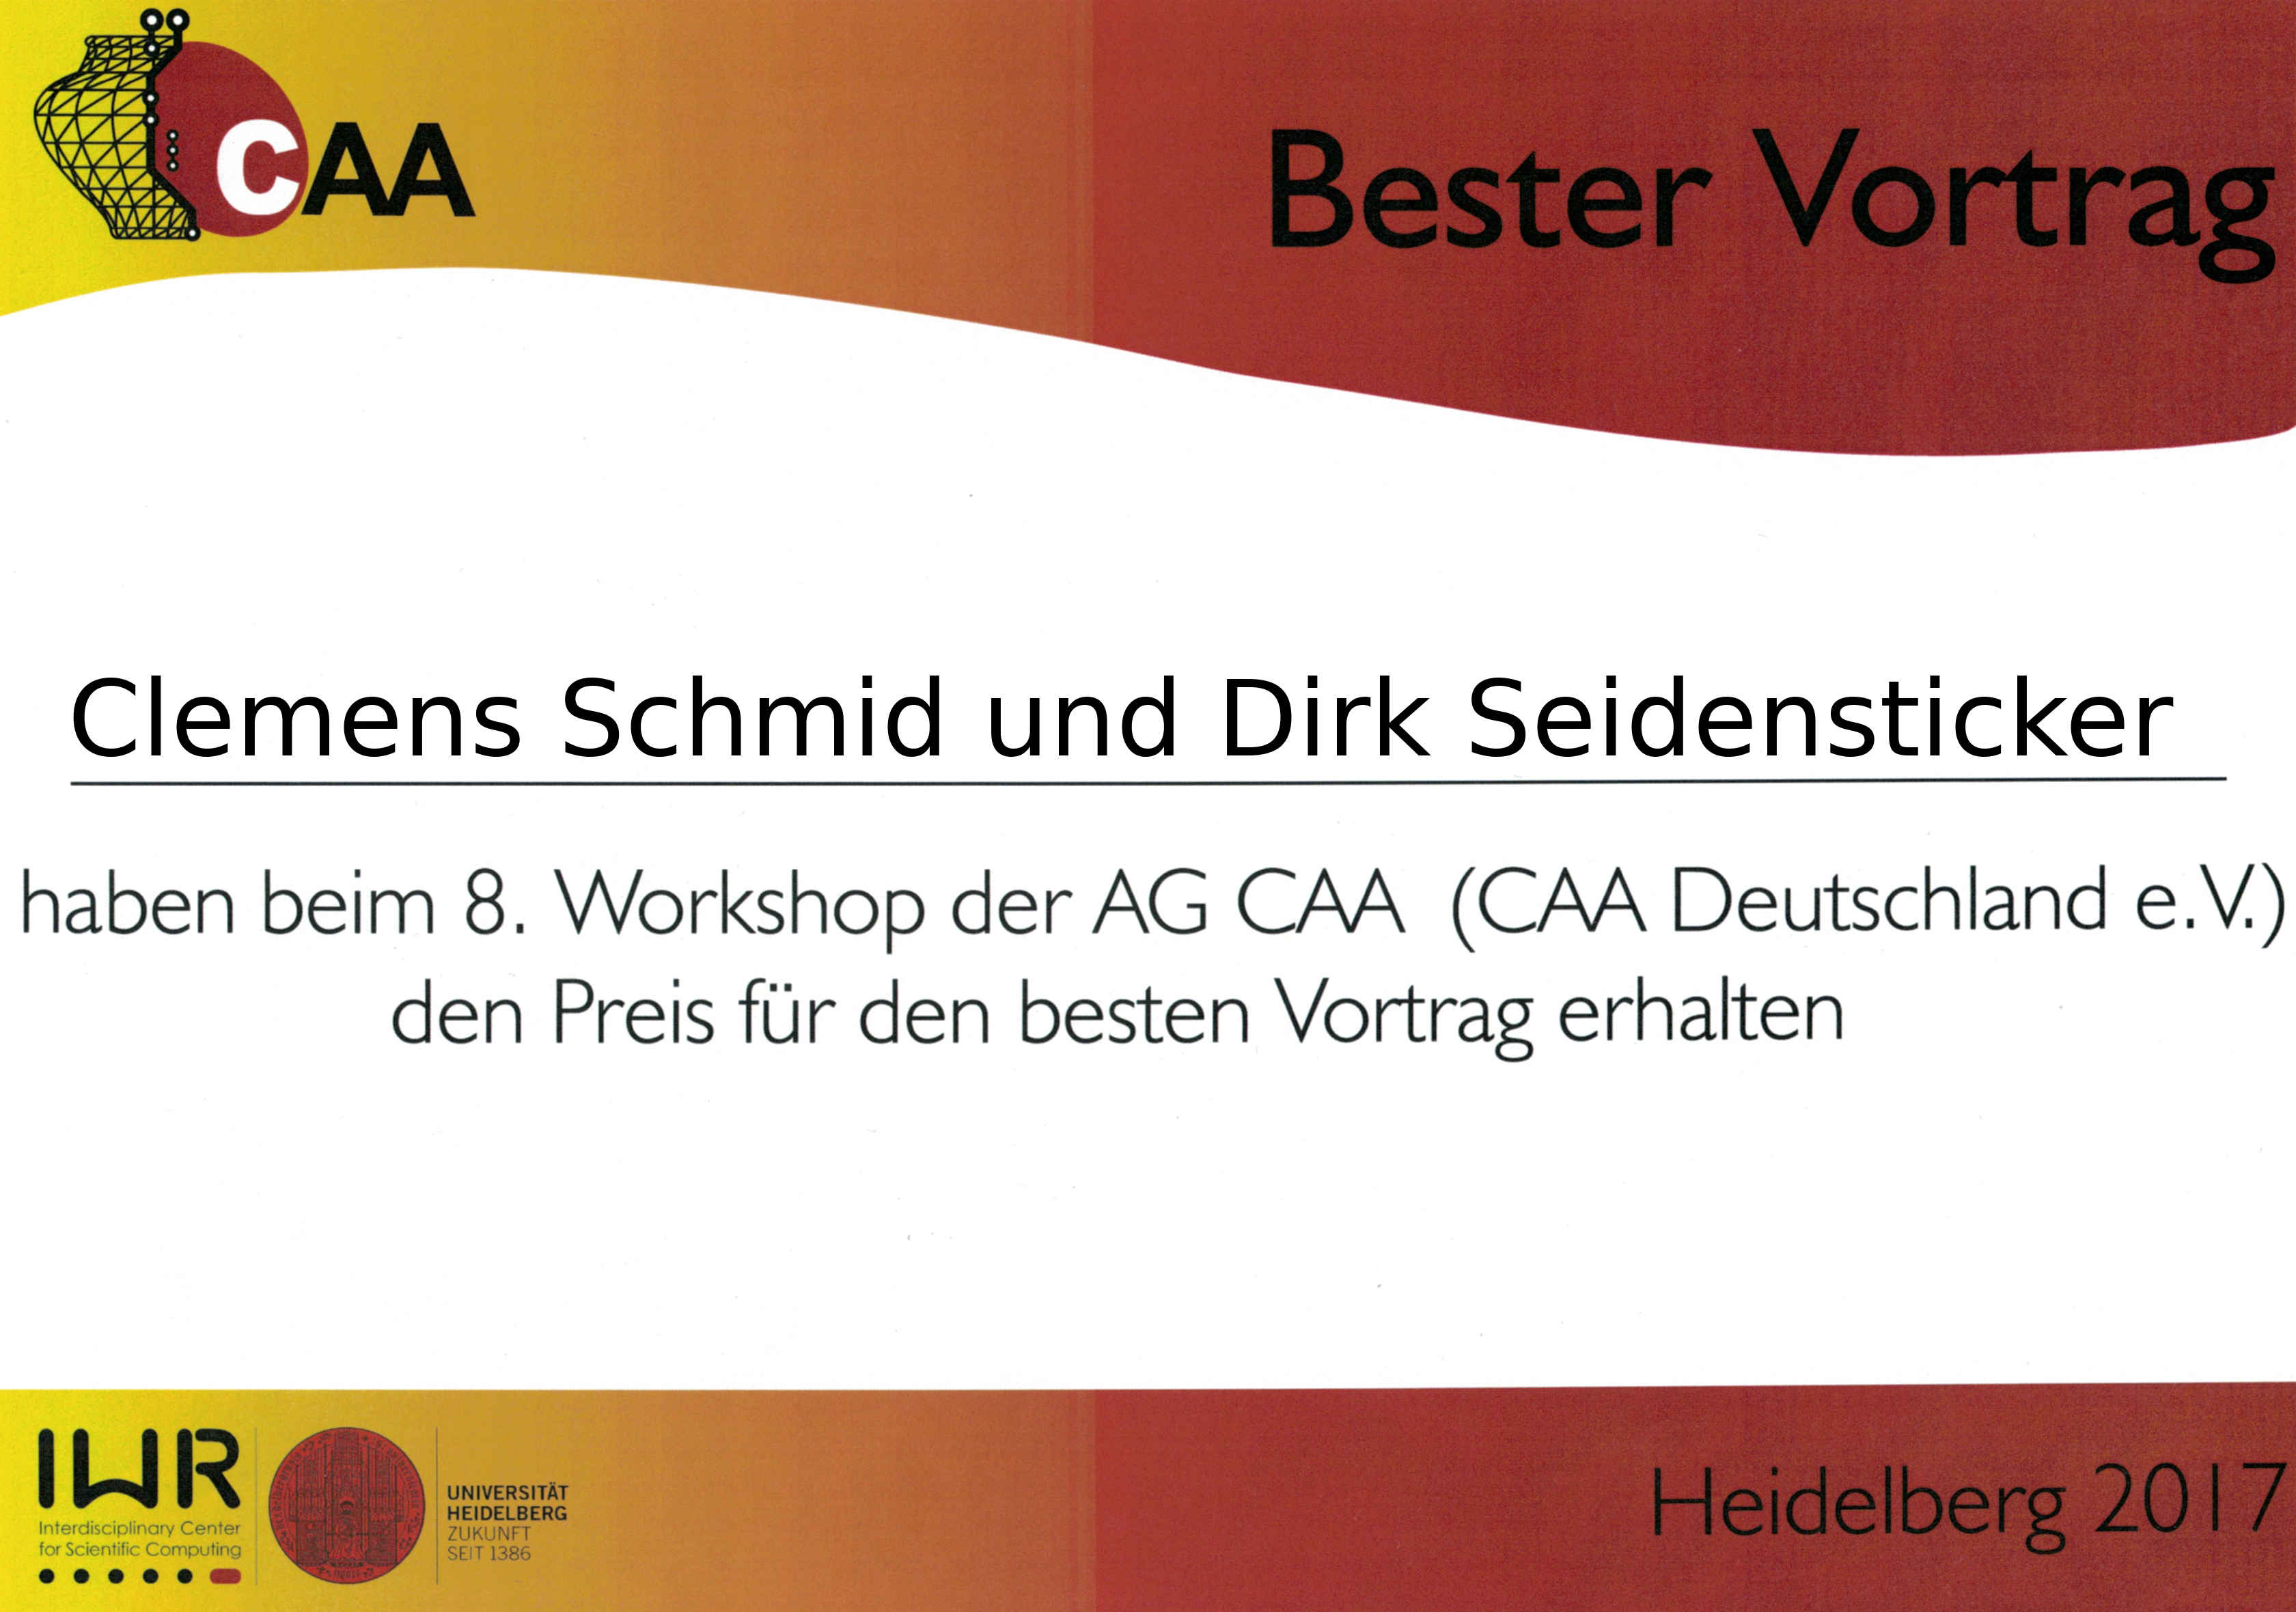 CAA
Bester Vortrag
Clemens Schmid und Dirk Seidensticker
haben beim 8. Workshop der AG CAA (CAA Deutschland e.V.)
den Preis für den besten Vortrag erhalten
IWR
Interdisciplinary Center
for Scientific Computing
UNIVERSITÄT
HEIDELBERG
ZUKUNFT
SEIT 1386
Heidelberg 2017